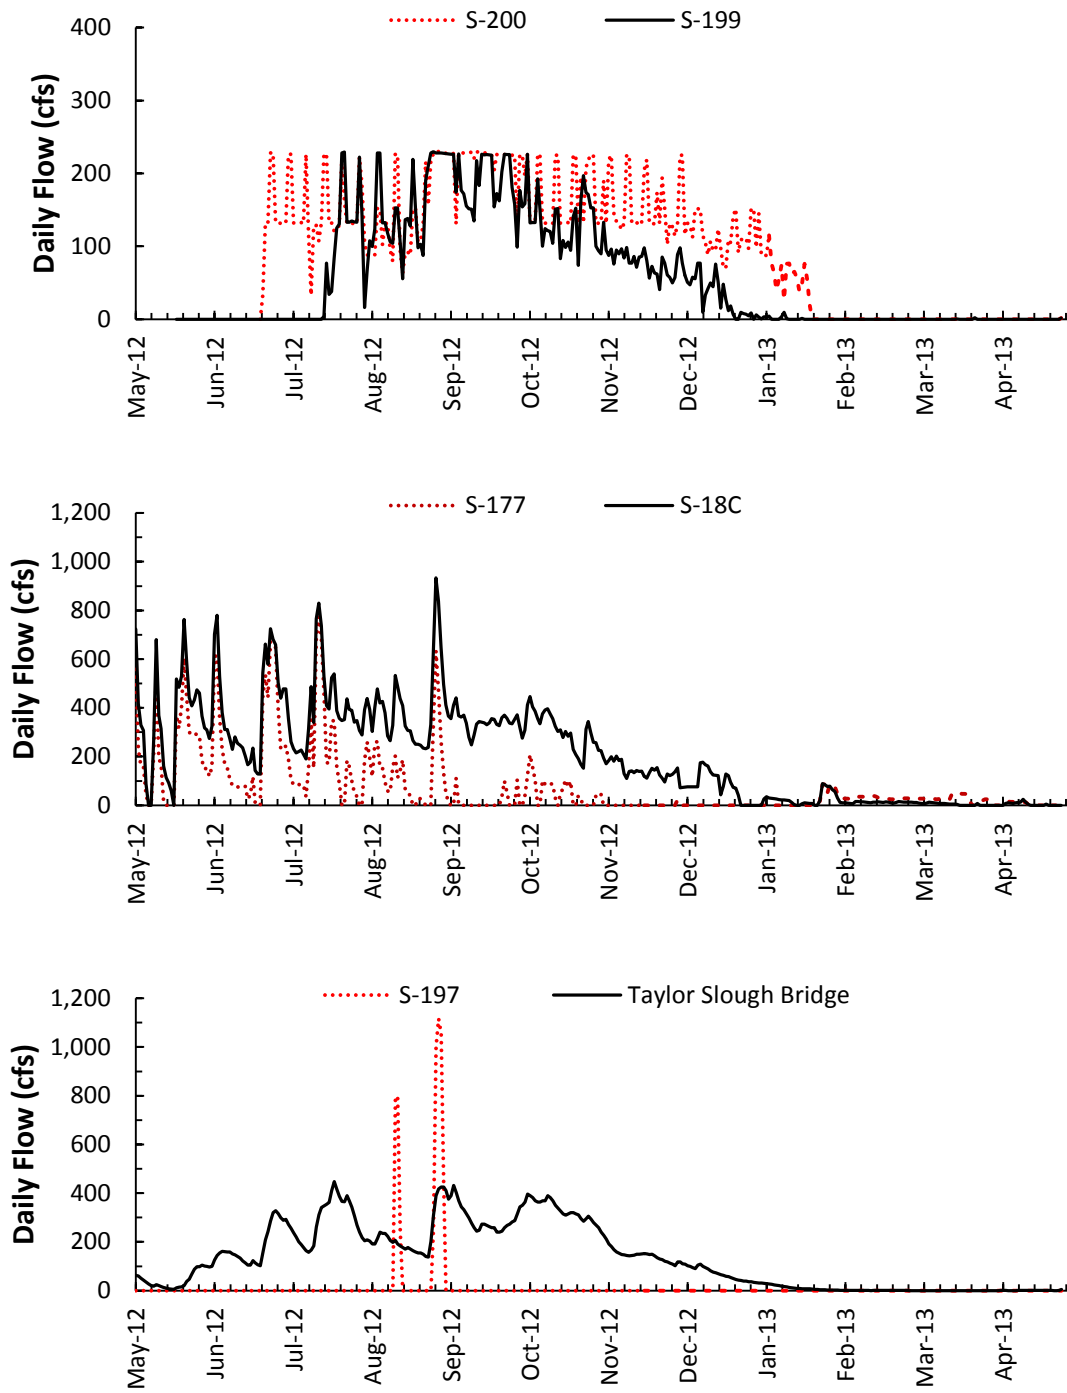 S-200 S-199
Daily Flow (cfs)
400
300
200
100
0
May-12 Jun-12 Jul-12 Aug-12 Sep-12 Oct-12 Nov-12 Dec-12 Jan-13 Feb-13 Mar-13 Apr-13
S-177 S-18C
Daily Flow (cfs)
1,200
1,000
800
600
400
200
0
May-12 Jun-12 Jul-12 Aug-12 Sep-12 Oct-12 Nov-12 Dec-12 Jan-13 Feb-13 Mar-13 Apr-13
S-197 Taylor Slough Bridge
Daily Flow (cfs)
1,200
1,000
800
600
400
200
0
May-12 Jun-12 Jul-12 Aug-12 Sep-12 Oct-12 Nov-12 Dec-12 Jan-13 Feb-13 Mar-13 Apr-13